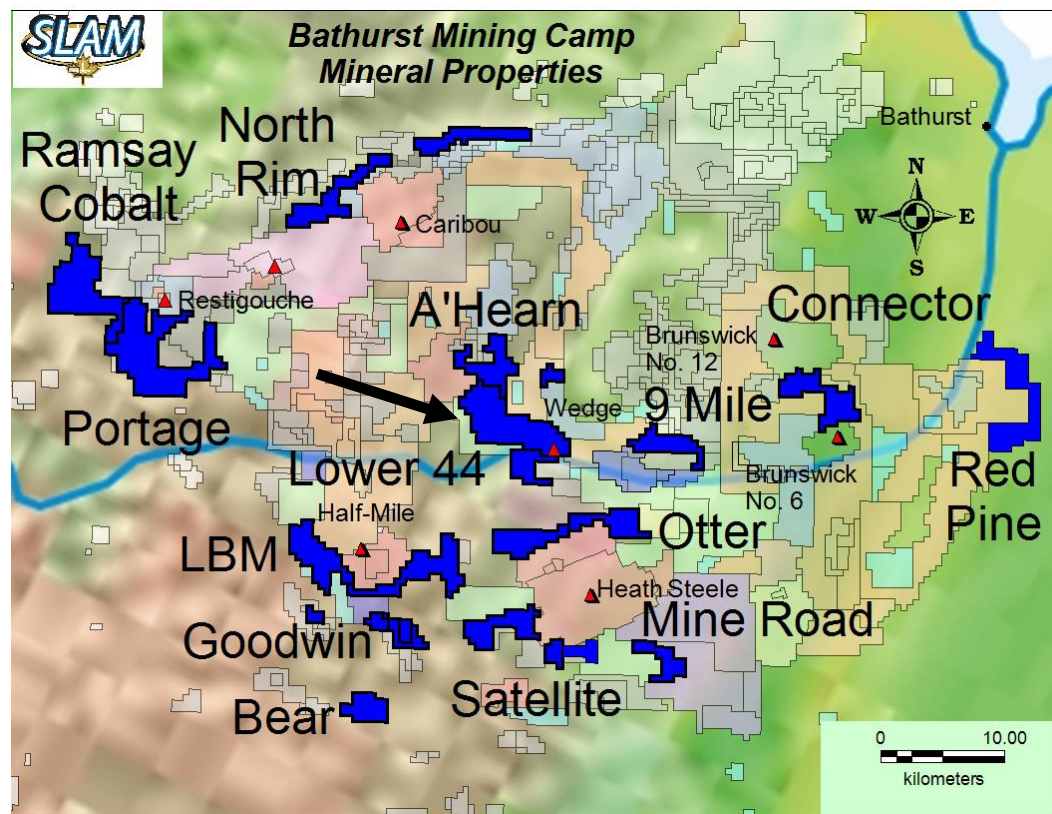 SLAM
Bathurst Mining Camp
Mineral Properties
Bathurst
North
Rim
Ramsay
Cobalt
N
W
E
S
Caribou
Restigouche
A'Hearn
Connector
Brunswick
No. 12
Wedge
9 Mile
Portage
Lower 44
Brunswick
No. 6
Red
Pine
Half-Mile
LBM
Otter
Heath Steele
Mine Road
Goodwin
Satellite
Bear
0
10.00
kilometers